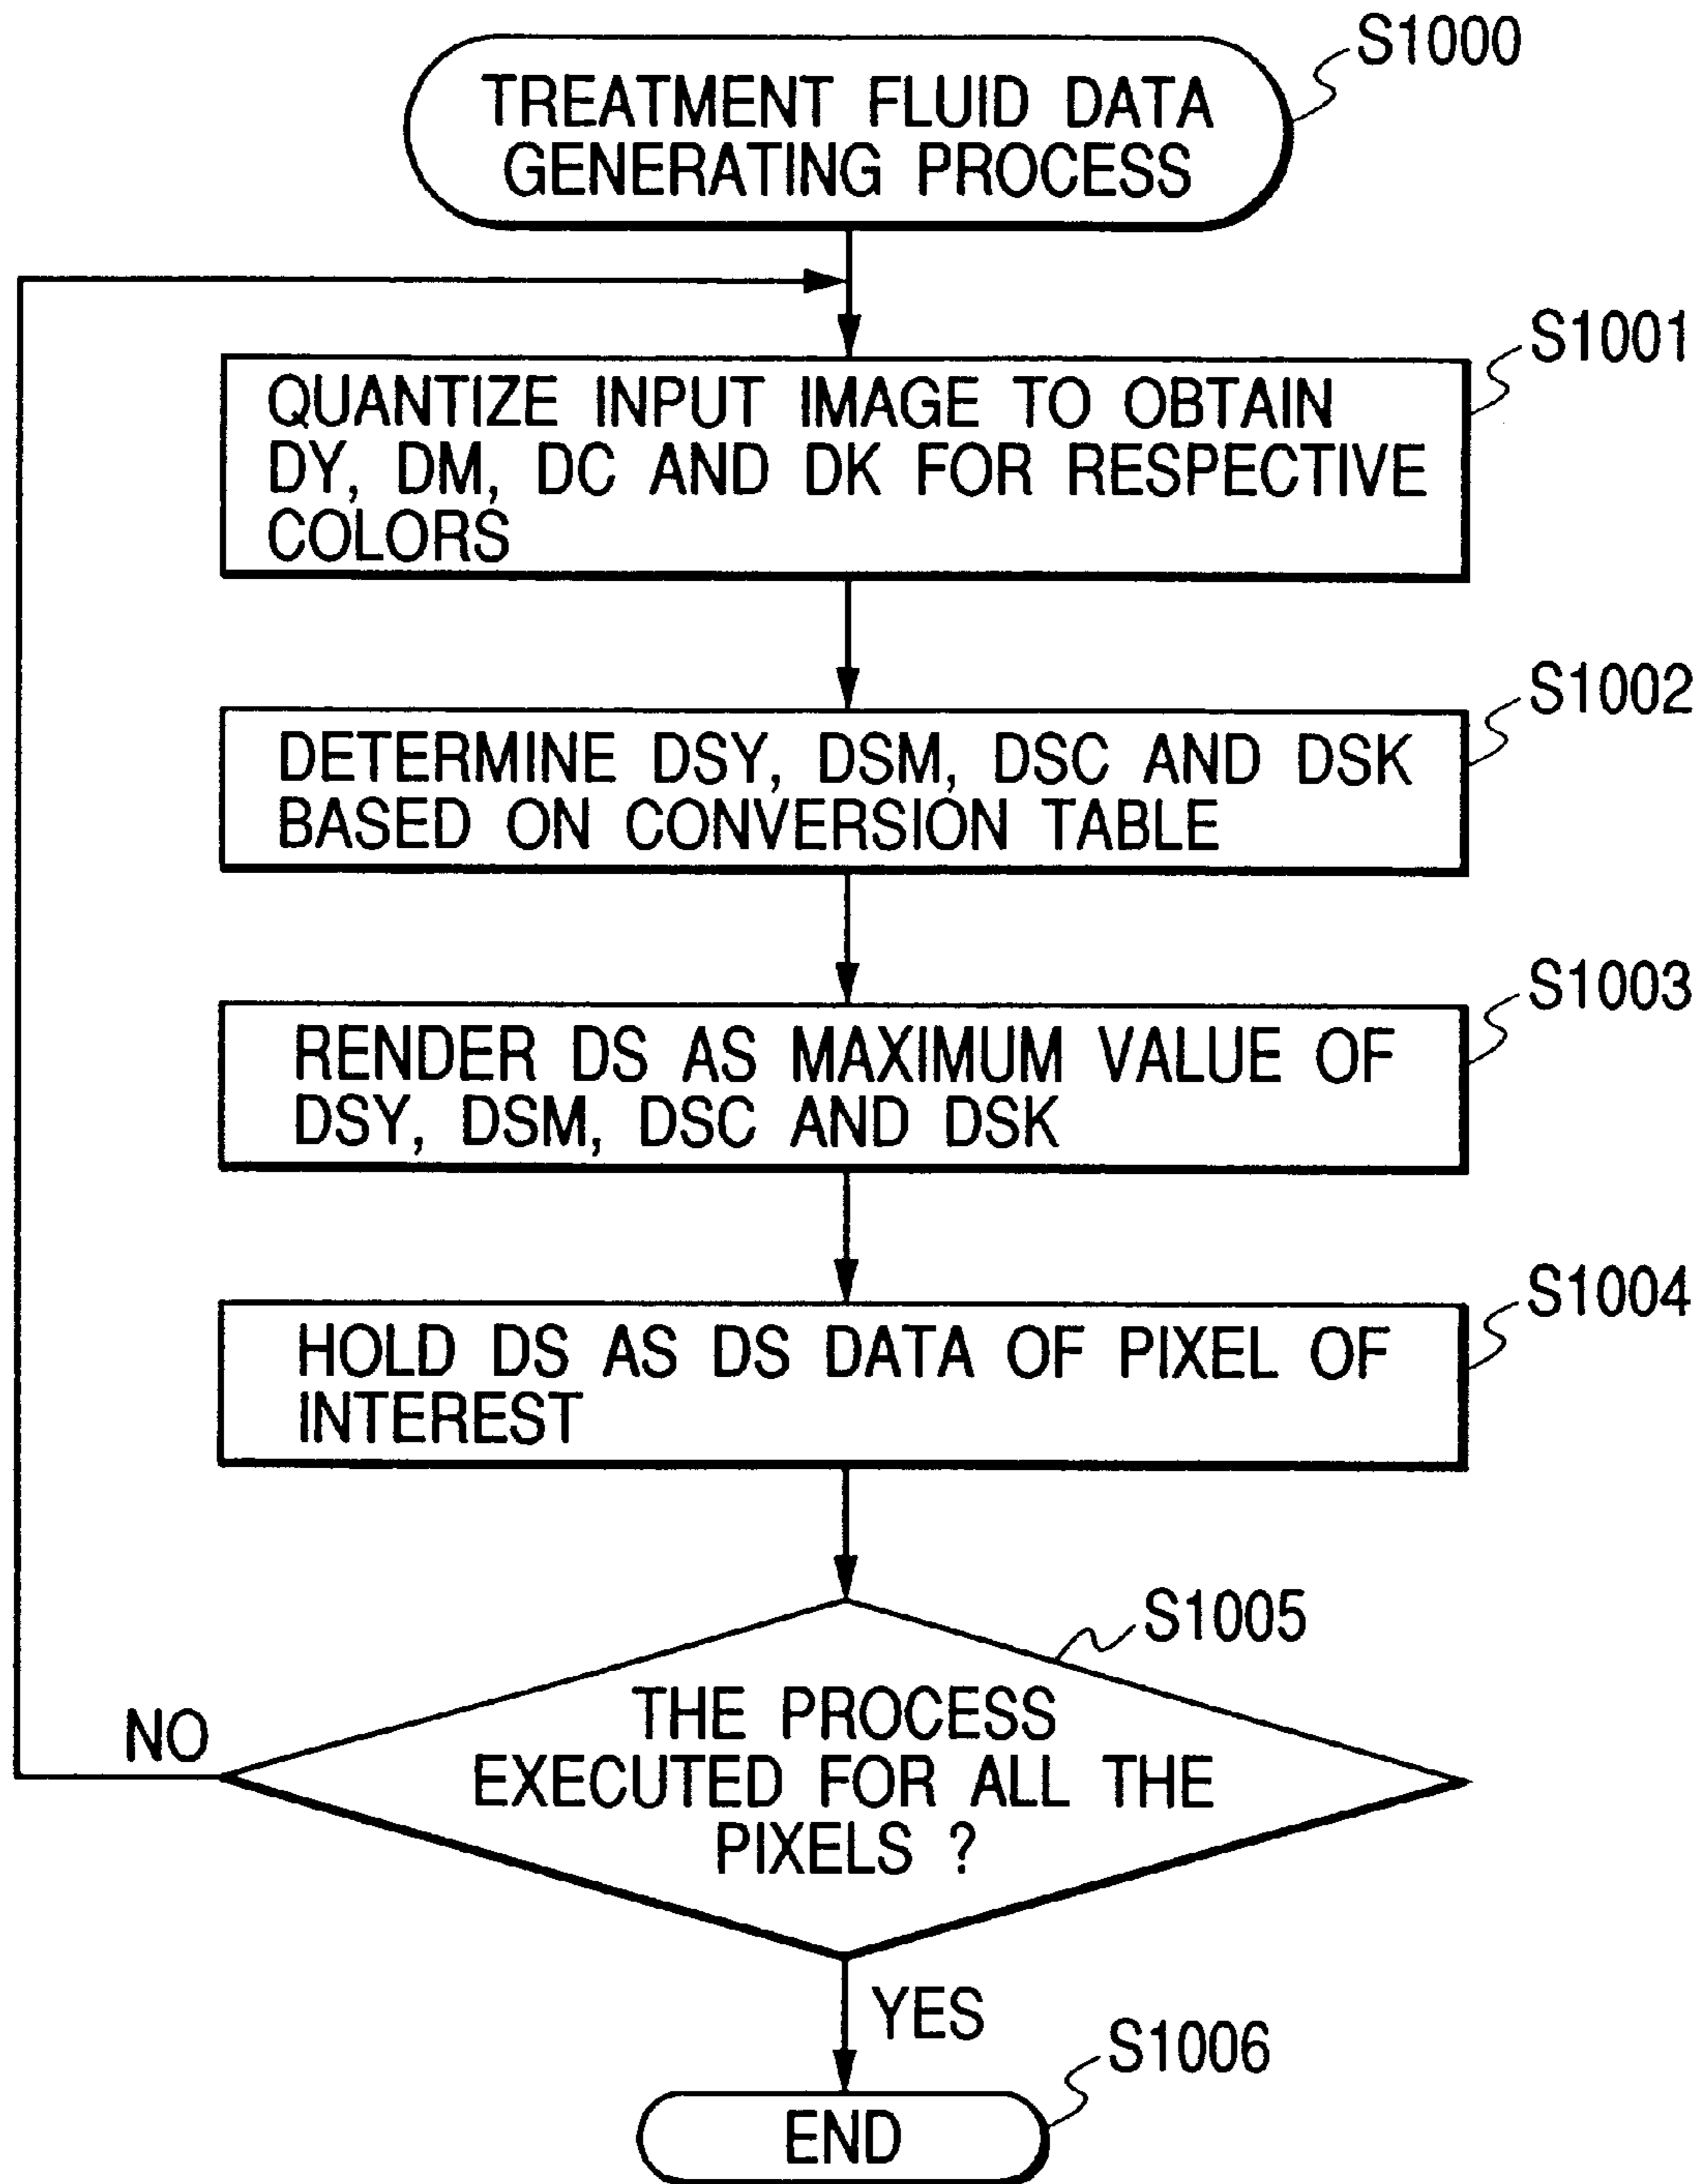 S1000
TREATMENT FLUID DATA
GENERATING PROCESS
S1001
QUANTIZE INPUT IMAGE TO OBTAIN
DY, DM, DC AND DK FOR RESPECTIVE
COLORS
S1002
DETERMINE DSY, DSM, DSC AND DSK
BASED ON CONVERSION TABLE
S1003
RENDER DS AS MAXIMUM VALUE OF
DSY, DSM, DSC AND DSK
S1004
HOLD DS AS DS DATA OF PIXEL OF
INTEREST
S1005
THE PROCESS
EXECUTED FOR ALL THE
PIXELS ?
NO
YES
S1006
END